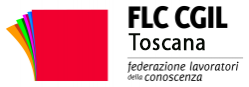 FLC CGIL
Toscana
federazione lavoratori
della conoscenza